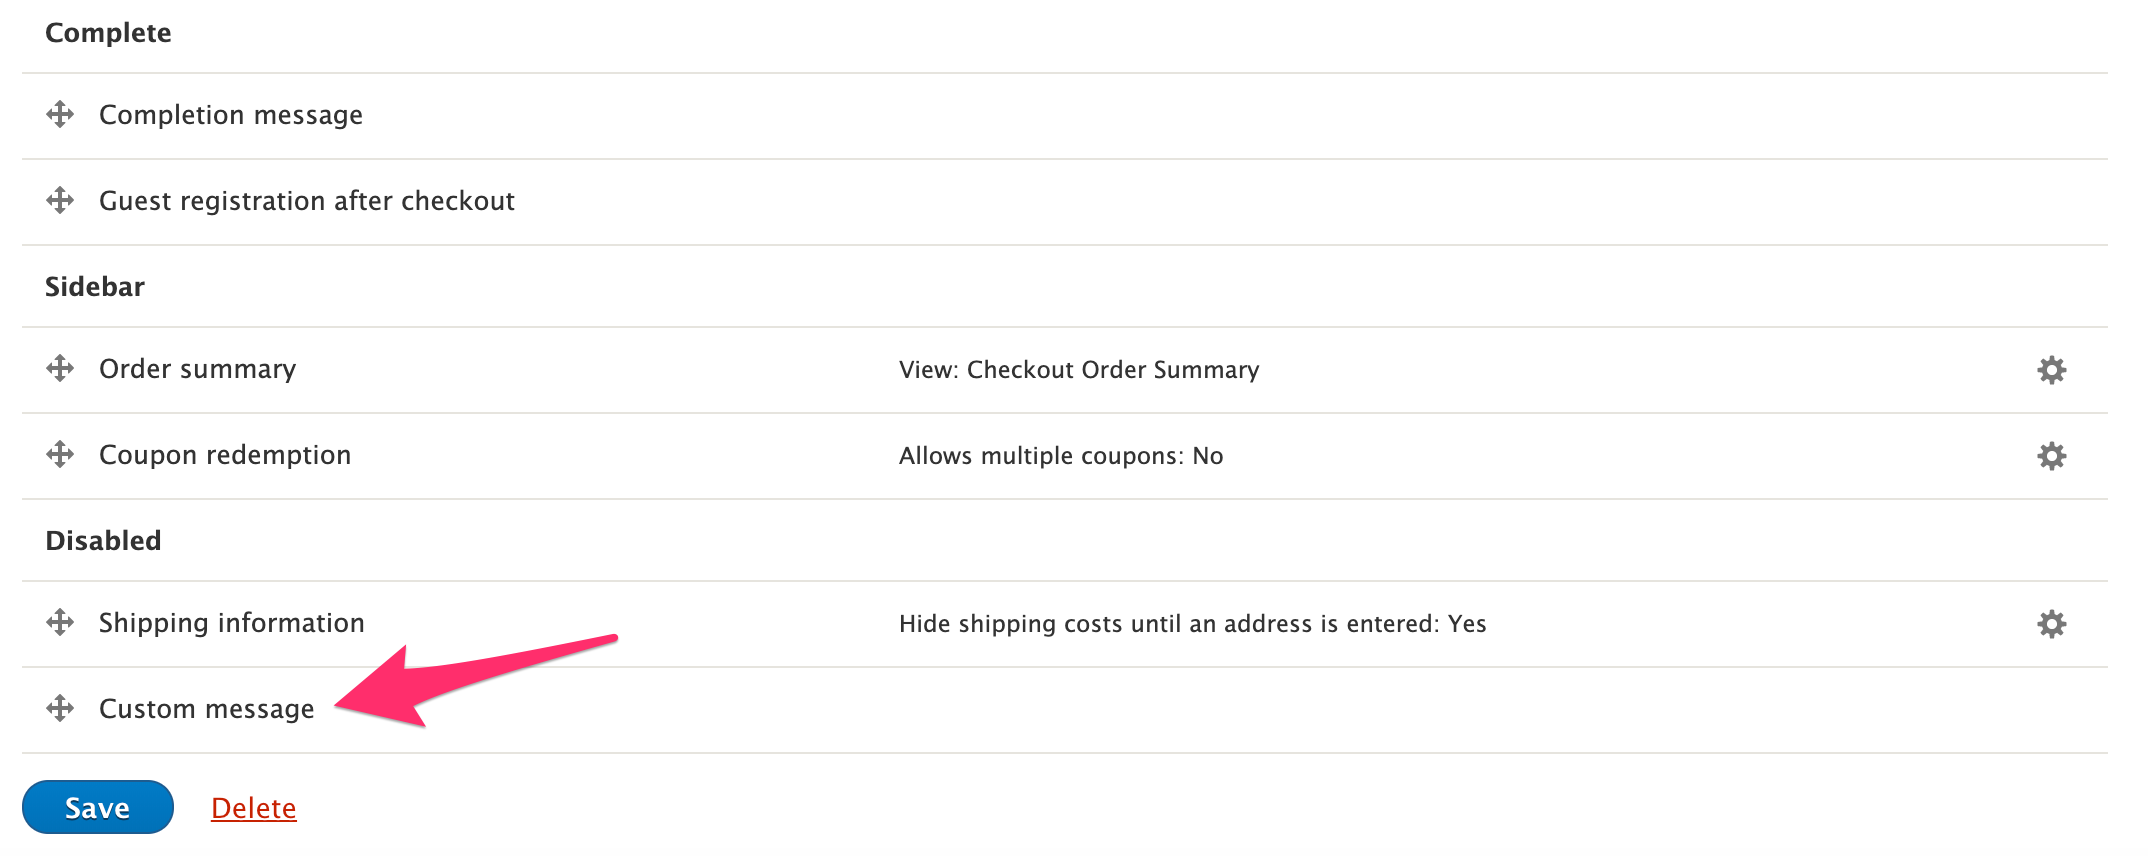 Complete
Completion message
Guest registration after checkout
Sidebar
Order summary View: Checkout Order Summary
Coupon redemption Allows multiple coupons: No
Disabled
Shipping information Hide shipping costs until an address is entered: Yes
Custom message
Save Delete